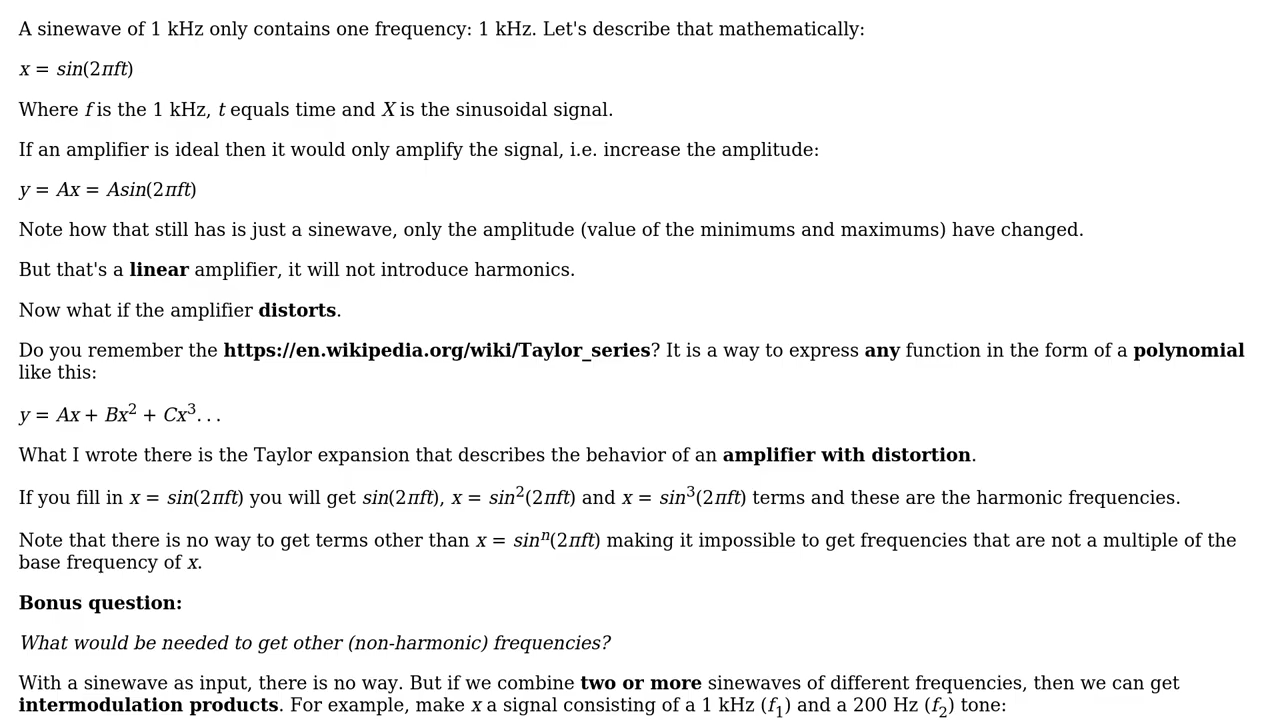 A sinewave of 1 kHz only contains one frequency: 1 kHz. Let's describe that mathematically:
x = sin(2πft)
Where f is the 1 kHz, t equals time and X is the sinusoidal signal.
If an amplifier is ideal then it would only amplify the signal, i.e. increase the amplitude:
y = Ax = Asin(2πft)
Note how that still has is just a sinewave, only the amplitude (value of the minimums and maximums) have changed.
But that's a linear amplifier, it will not introduce harmonics.
Now what if the amplifier distorts.
Do you remember the https://en.wikipedia.org/wiki/Taylor_series? It is a way to express any function in the form of a polynomial
like this:
y = Ax + Bx² + Cx³. . .
What I wrote there is the Taylor expansion that describes the behavior of an amplifier with distortion.
If you fill in x = sin(2πft) you will get sin(2πft), x = sin²(2πft) and x = sin³(2πft) terms and these are the harmonic frequencies.
Note that there is no way to get terms other than x = sinⁿ(2πft) making it impossible to get frequencies that are not a multiple of the
base frequency of x.
Bonus question:
What would be needed to get other (non-harmonic) frequencies?
With a sinewave as input, there is no way. But if we combine two or more sinewaves of different frequencies, then we can get
intermodulation products. For example, make x a signal consisting of a 1 kHz (f₁) and a 200 Hz (f₂) tone: